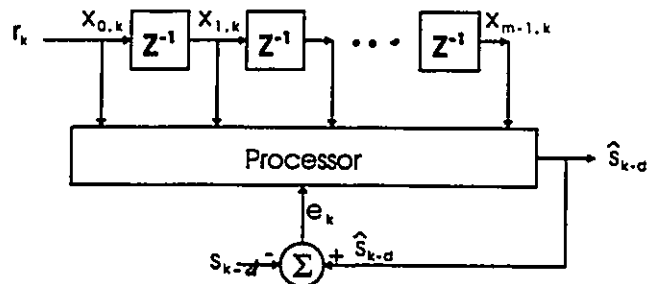 r_k X_{0,k} Z^{-1} X_{1,k} Z^{-1} • • • Z^{-1} X_{m-1,k}
Processor
Ŝ_{k-d}
e_k
S_{k-d} - Σ + Ŝ_{k-d}